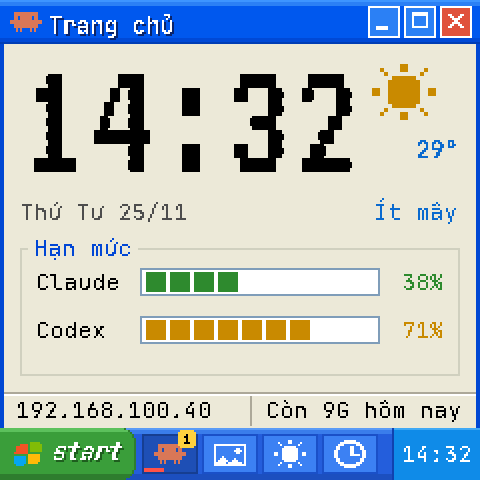 Trang chủ
14:32
29°
Thứ Tư 25/11
Ít mây
Hạn mức
Claude 38%
Codex 71%
192.168.100.40
Còn 9G hôm nay
start
1
14:32